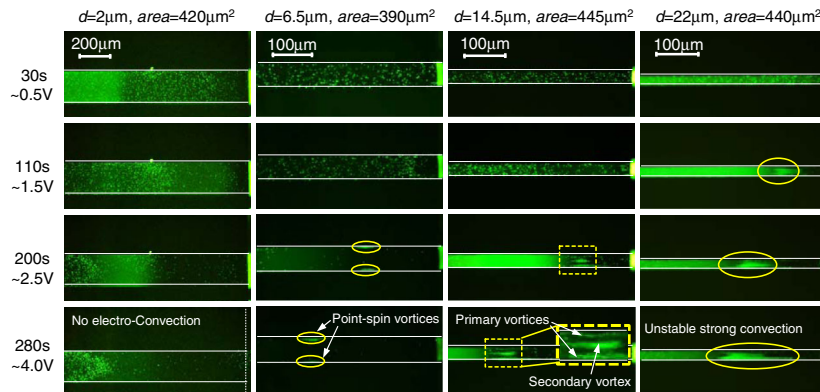 d=2μm, area=420μm² d=6.5μm, area=390μm² d=14.5μm, area=445μm² d=22μm, area=440μm²
200μm 100μm 100μm 100μm
30s
~0.5V
110s
~1.5V
200s
~2.5V
280s
~4.0V
No electro-Convection
Point-spin vortices
Primary vortices
Secondary vortex
Unstable strong convection